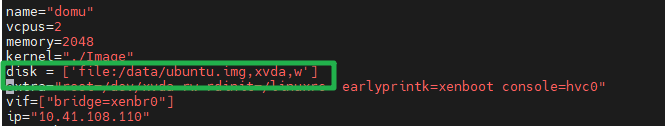 name="domu"
vcpus=2
memory=2048
kernel="./Image"
disk = ['file:/data/ubuntu.img,xvda,w']
extra="root=/dev/xvda rw rdinit=/linuxrc earlyprintk=xenboot console=hvc0"
vif=["bridge=xenbr0"]
ip="10.41.108.110"